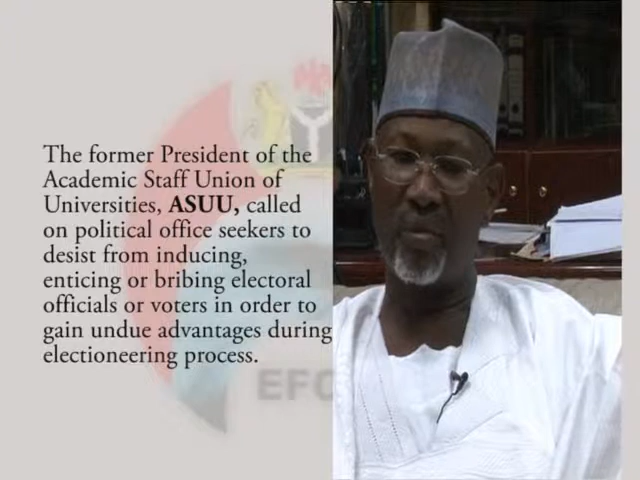 The former President of the
Academic Staff Union of
Universities, ASUU, called
on political office seekers to
desist from inducing,
enticing or bribing electoral
officials or voters in order to
gain undue advantages during
electioneering process.
EFC